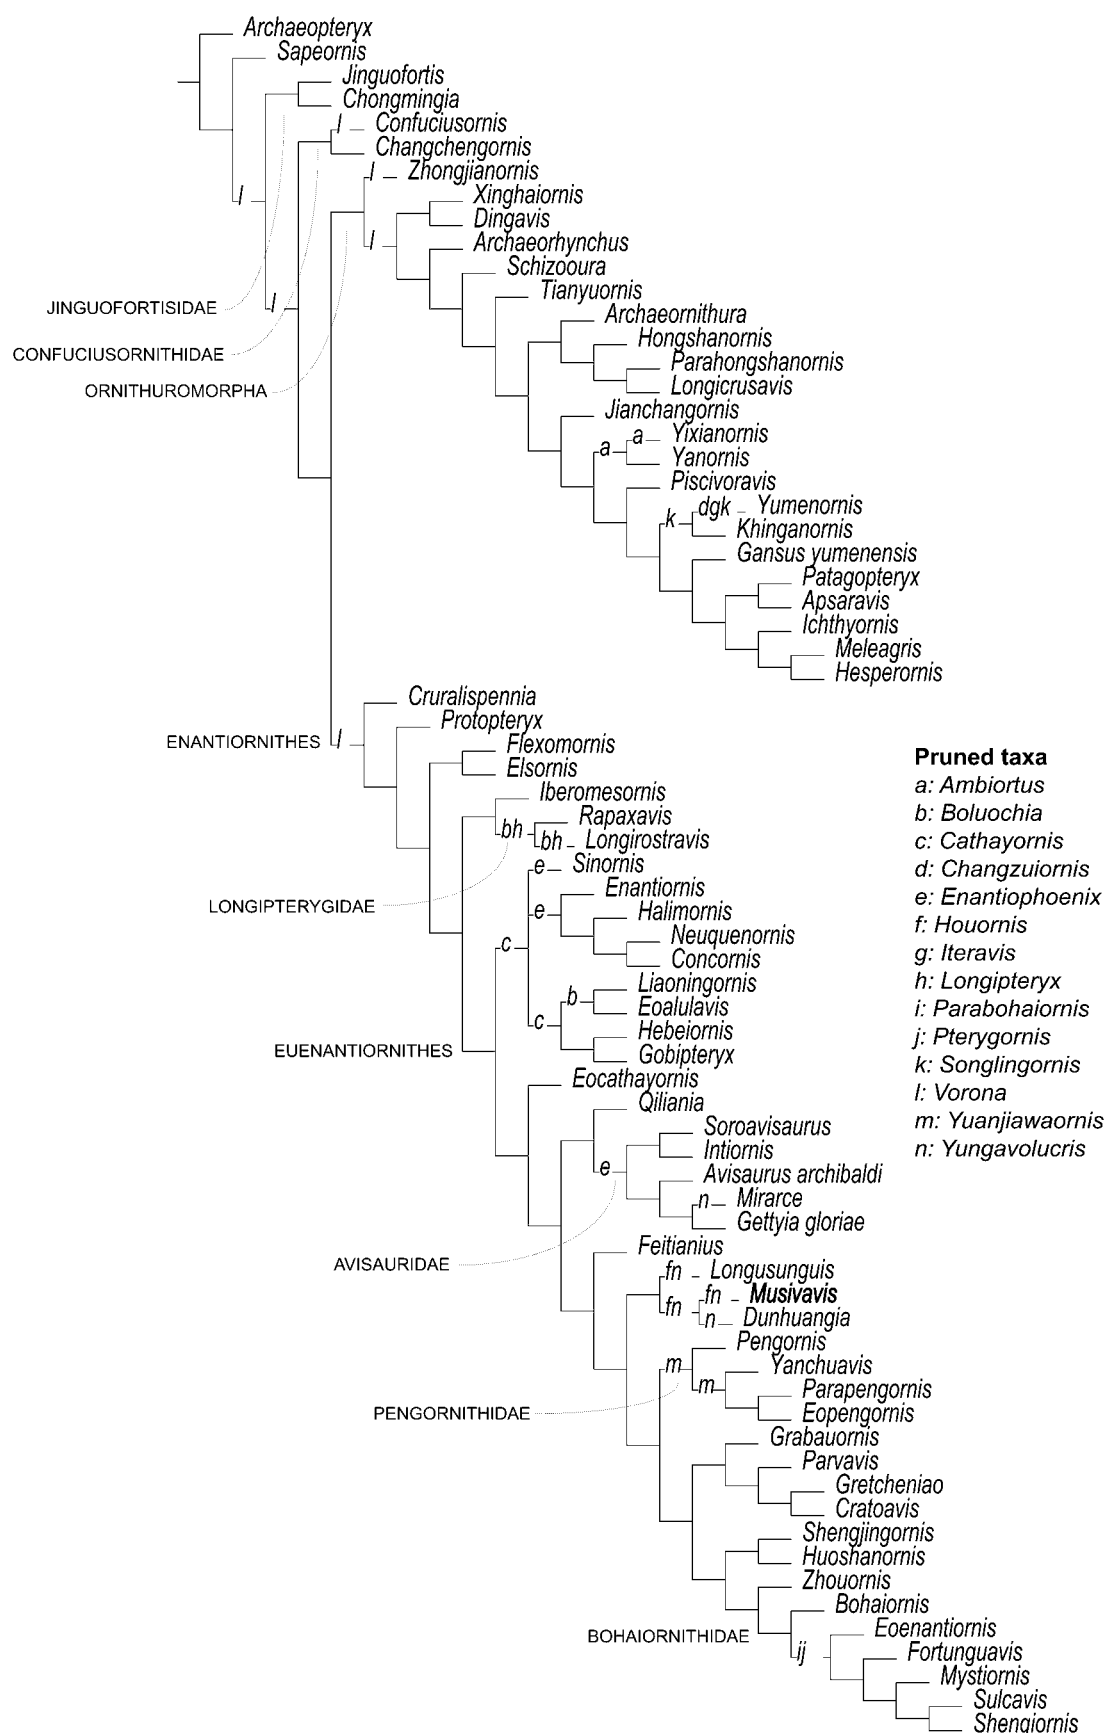 Archaeopteryx
Sapeornis
Jinguofortis
Chongmingia
l Confuciusornis
Changchengornis
l Zhongjianornis
Xinghaiornis
l
Dingavis
l
Archaeorhynchus
Schizooura
Tianyuornis
JINGUOFORTISIDAE
l
Archaeornithura
Hongshanornis
CONFUCIUSORNITHIDAE
Parahongshanornis
ORNITHUROMORPHA
Longicrusavis
Jianchangornis
a Yixianornis
a
Yanornis
Piscivoravis
dgk Yumenornis
k
Khinganornis
Gansus yumenensis
Patagopteryx
Apsaravis
Ichthyornis
Meleagris
Hesperornis
Cruralispennia
Protopteryx
ENANTIORNITHES l
Flexomornis
Elsornis
Iberomesornis
Rapaxavis
bh
bh Longirostravis
e Sinornis
Enantiornis
LONGIPTERYGIDAE
e
Halimornis
Neuquenornis
c
Concornis
Liaoningornis
b
Eoalulavis
c
Hebeiornis
EUENANTIORNITHES
Gobipteryx
Eocathayornis
Qiliania
Soroavisaurus
Intiornis
e
Avisaurus archibaldi
n Mirarce
Gettyia gloriae
Feitianius
AVISAURIDAE
fn Longusunguis
fn Musivavis
fn
n Dunhuangia
Pengornis
m
Yanchuavis
m
Parapengornis
PENGORNITHIDAE
Eopengornis
Grabauornis
Parvavis
Gretcheniao
Cratoavis
Shengjingornis
Huoshanornis
Zhouornis
Bohaiornis
BOHAIORNITHIDAE
Eoenantiornis
ij
Fortunguavis
Mystiornis
Sulcavis
Shengiornis
Pruned taxa
a: Ambiortus
b: Boluochia
c: Cathayornis
d: Changzuiornis
e: Enantiophoenix
f: Houornis
g: Iteravis
h: Longipteryx
i: Parabohaiornis
j: Pterygornis
k: Songlingornis
l: Vorona
m: Yuanjiawaornis
n: Yungavolucris